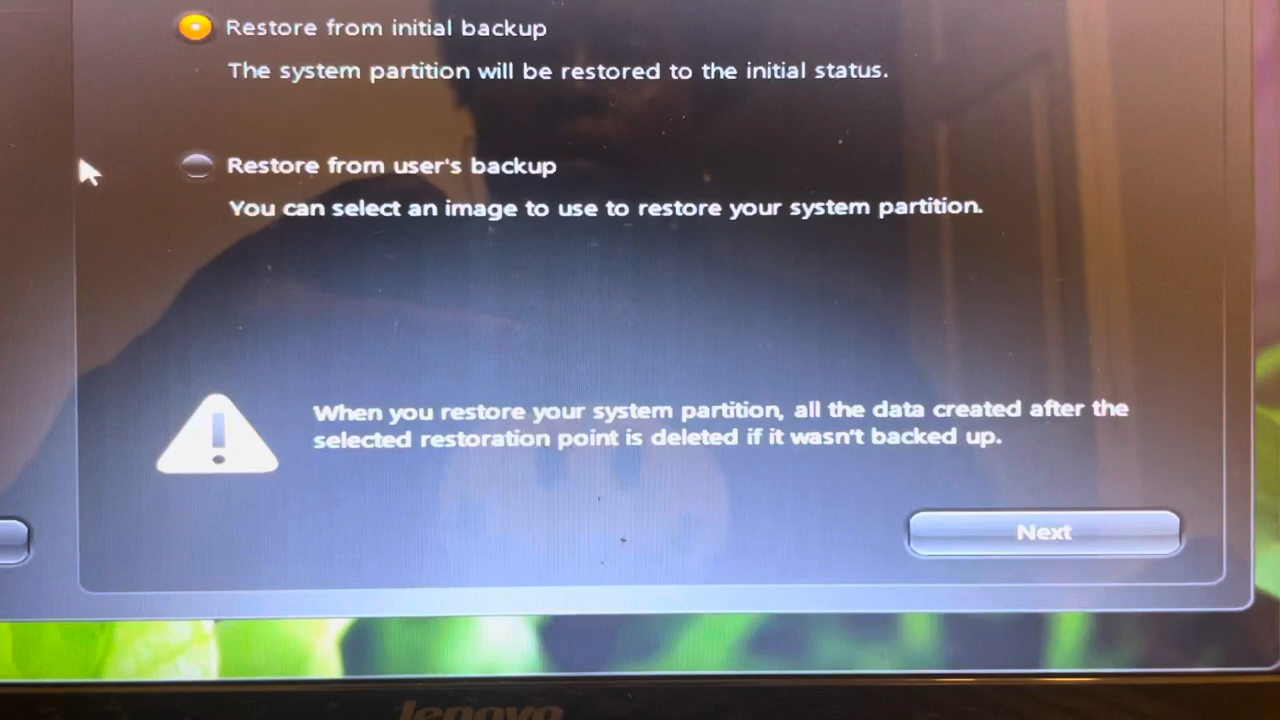 Restore from initial backup
The system partition will be restored to the initial status.
Restore from user's backup
You can select an image to use to restore your system partition.
When you restore your system partition, all the data created after the
selected restoration point is deleted if it wasn't backed up.
Next
lenovo